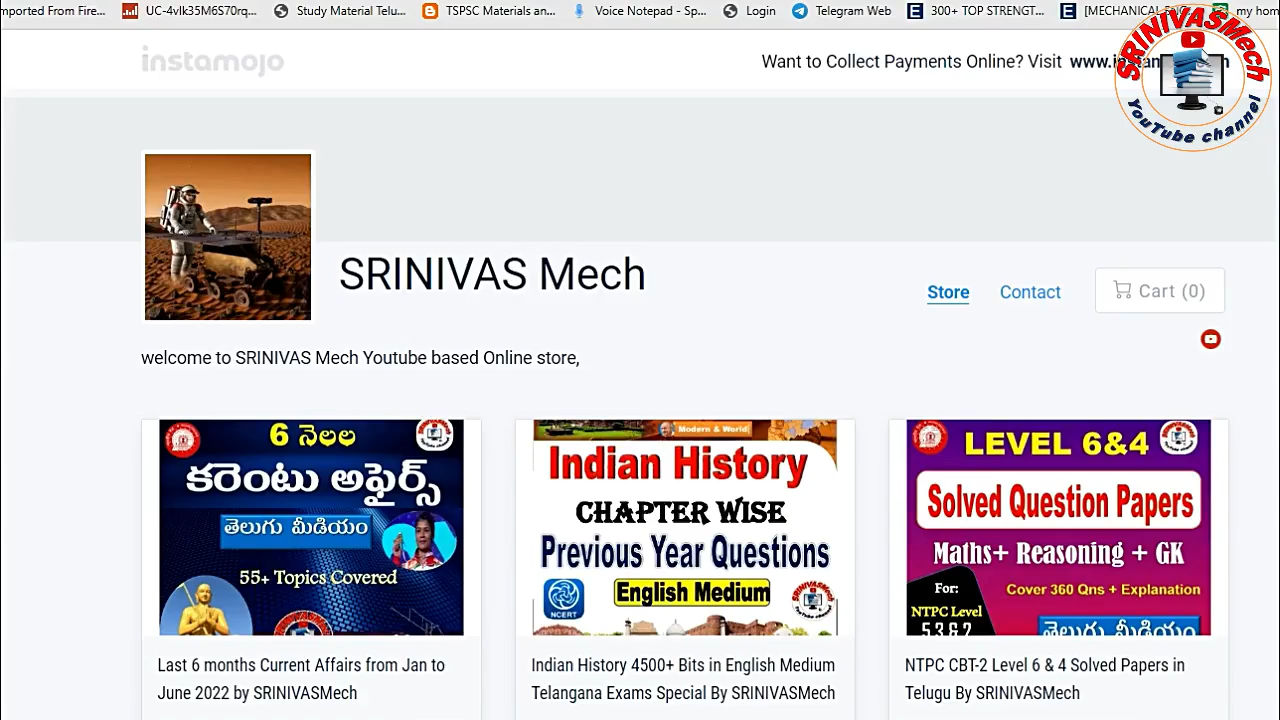 mported From Fire...
UC-4vlk35M6S70rq...
Study Material Telu...
TSPSC Materials an...
Voice Notepad - Sp...
Login
Telegram Web
300+ TOP STRENGT...
my hom
instamojo
Want to Collect Payments Online? Visit
SRINIVASMech
YouTube channel
SRINIVAS Mech
Store
Contact
Cart (0)
welcome to SRINIVAS Mech Youtube based Online store,
6 నెలల
కరెంటు అఫైర్స్
తెలుగు మీడియం
55+ Topics Covered
Last 6 months Current Affairs from Jan to
June 2022 by SRINIVASMech
Modern & World
Indian History
CHAPTER WISE
Previous Year Questions
English Medium
NCERT
Indian History 4500+ Bits in English Medium
Telangana Exams Special By SRINIVASMech
LEVEL 6&4
Solved Question Papers
Maths+ Reasoning + GK
For:
Cover 360 Qns + Explanation
NTPC Level
5,3&2
తెలుగు మీడియం
NTPC CBT-2 Level 6 & 4 Solved Papers in
Telugu By SRINIVASMech